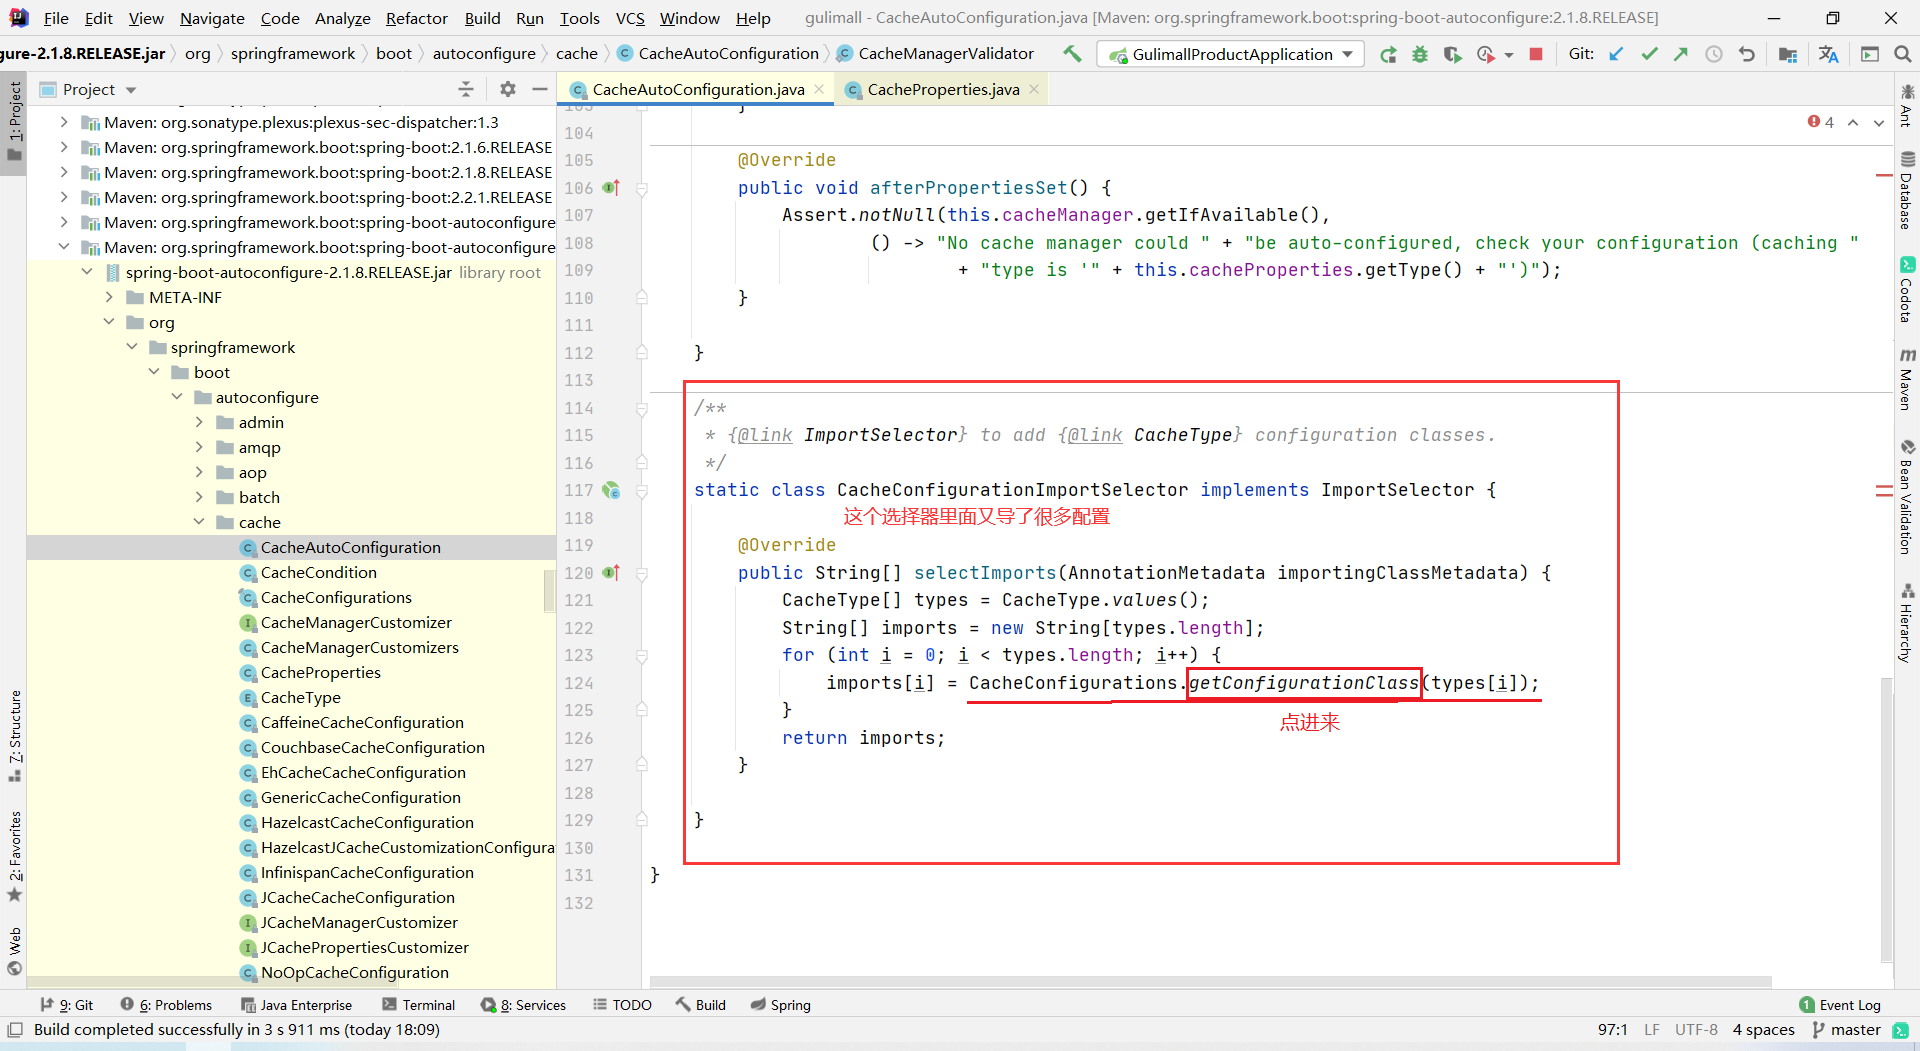 File Edit View Navigate Code Analyze Refactor Build Run Tools VCS Window Help gulimall - CacheAutoConfiguration.java [Maven: org.springframework.boot:spring-boot-autoconfigure:2.1.8.RELEASE]
gure-2.1.8.RELEASE.jar org springframework boot autoconfigure cache CacheAutoConfiguration CacheManagerValidator GulimallProductApplication Git:
Project
CacheAutoConfiguration.java CacheProperties.java
1: Project
7: Structure
2: Favorites
Web
Maven: org.sonatype.plexus:plexus-sec-dispatcher:1.3
Maven: org.springframework.boot:spring-boot:2.1.6.RELEASE
Maven: org.springframework.boot:spring-boot:2.1.8.RELEASE
Maven: org.springframework.boot:spring-boot:2.2.1.RELEASE
Maven: org.springframework.boot:spring-boot-autoconfigure
Maven: org.springframework.boot:spring-boot-autoconfigure
spring-boot-autoconfigure-2.1.8.RELEASE.jar library root
META-INF
org
springframework
boot
autoconfigure
admin
amqp
aop
batch
cache
CacheAutoConfiguration
CacheCondition
CacheConfigurations
CacheManagerCustomizer
CacheManagerCustomizers
CacheProperties
CacheType
CaffeineCacheConfiguration
CouchbaseCacheConfiguration
EhCacheCacheConfiguration
GenericCacheConfiguration
HazelcastCacheConfiguration
HazelcastJCacheCustomizationConfigura
InfinispanCacheConfiguration
JCacheCacheConfiguration
JCacheManagerCustomizer
JCachePropertiesCustomizer
NoOpCacheConfiguration
4
103 }
104
105 @Override
106 public void afterPropertiesSet() {
107 Assert.notNull(this.cacheManager.getIfAvailable(),
108 () -> "No cache manager could " + "be auto-configured, check your configuration (caching "
109 + "type is '" + this.cacheProperties.getType() + "')");
110 }
111
112 }
113
114 /**
115 * {@link ImportSelector} to add {@link CacheType} configuration classes.
116 */
117 static class CacheConfigurationImportSelector implements ImportSelector {
118 这个选择器里面又导了很多配置
119 @Override
120 public String[] selectImports(AnnotationMetadata importingClassMetadata) {
121 CacheType[] types = CacheType.values();
122 String[] imports = new String[types.length];
123 for (int i = 0; i < types.length; i++) {
124 imports[i] = CacheConfigurations.getConfigurationClass(types[i]);
125 }
点进来
126 return imports;
127 }
128
129 }
130
131 }
132
Ant
Database
Codota
Maven
Bean Validation
Hierarchy
9: Git 6: Problems Java Enterprise Terminal 8: Services TODO Build Spring 1 Event Log
Build completed successfully in 3 s 911 ms (today 18:09) 97:1 LF UTF-8 4 spaces master